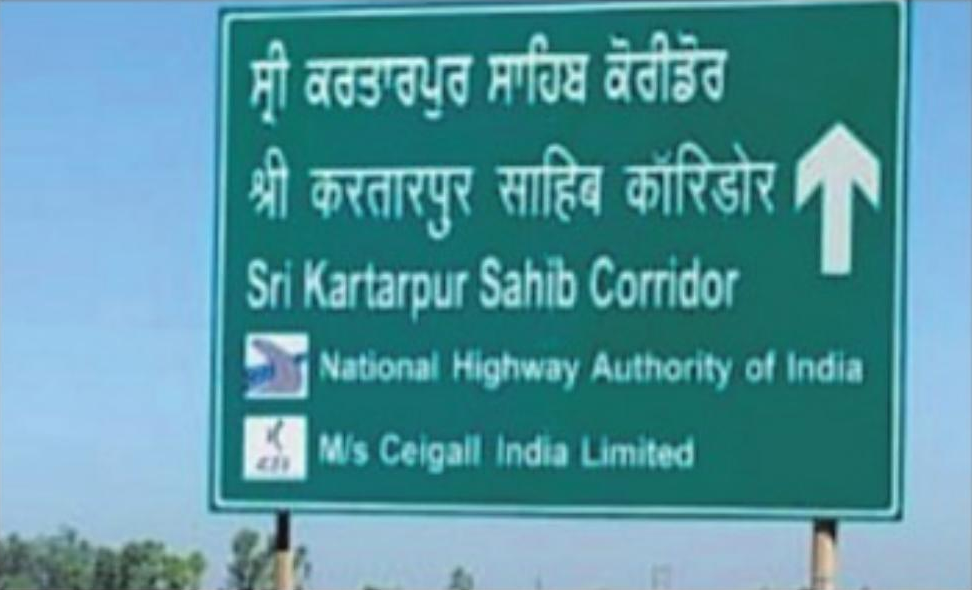 ਸ੍ਰੀ ਕਰਤਾਰਪੁਰ ਸਾਹਿਬ ਕੋਰੀਡੋਰ
श्री करतारपुर साहिब कॉरिडोर
Sri Kartarpur Sahib Corridor
National Highway Authority of India
M/s Ceigall India Limited